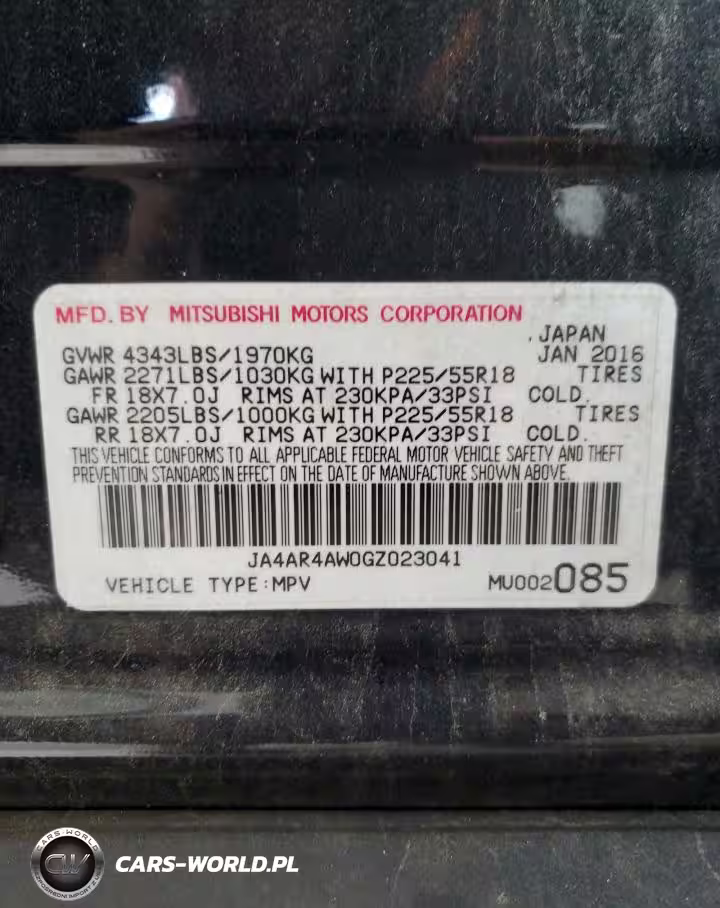 MFD. BY MITSUBISHI MOTORS CORPORATION
. JAPAN
GVWR 4343LBS/1970KG JAN 2016
GAWR 2271LBS/1030KG WITH P225/55R18 TIRES
FR 18X7.0J RIMS AT 230KPA/33PSI COLD.
GAWR 2205LBS/1000KG WITH P225/55R18 TIRES
RR 18X7.0J RIMS AT 230KPA/33PSI COLD.
THIS VEHICLE CONFORMS TO ALL APPLICABLE FEDERAL MOTOR VEHICLE SAFETY AND THEFT
PREVENTION STANDARDS IN EFFECT ON THE DATE OF MANUFACTURE SHOWN ABOVE.
JA4AR4AW0GZ023041
VEHICLE TYPE:MPV MU002085
CARS-WORLD
CW
CARS-WORLD.PL